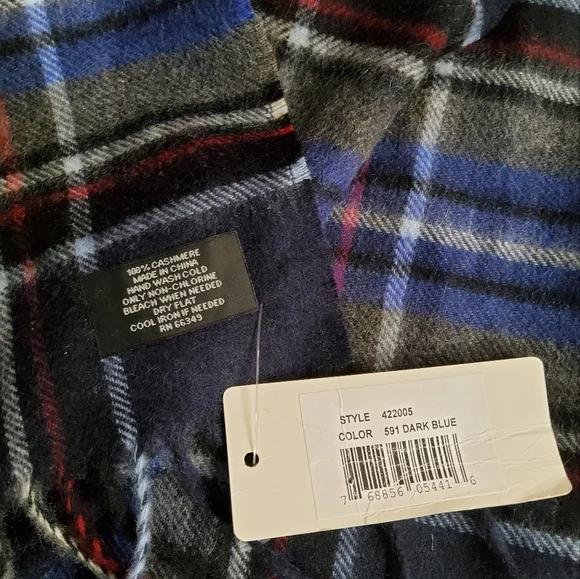 100% CASHMERE
MADE IN CHINA
HAND WASH COLD
ONLY NON-CHLORINE
BLEACH WHEN NEEDED
DRY FLAT
COOL IRON IF NEEDED
RN 66349
STYLE 422005
COLOR 591 DARK BLUE
7 68856 05441 6